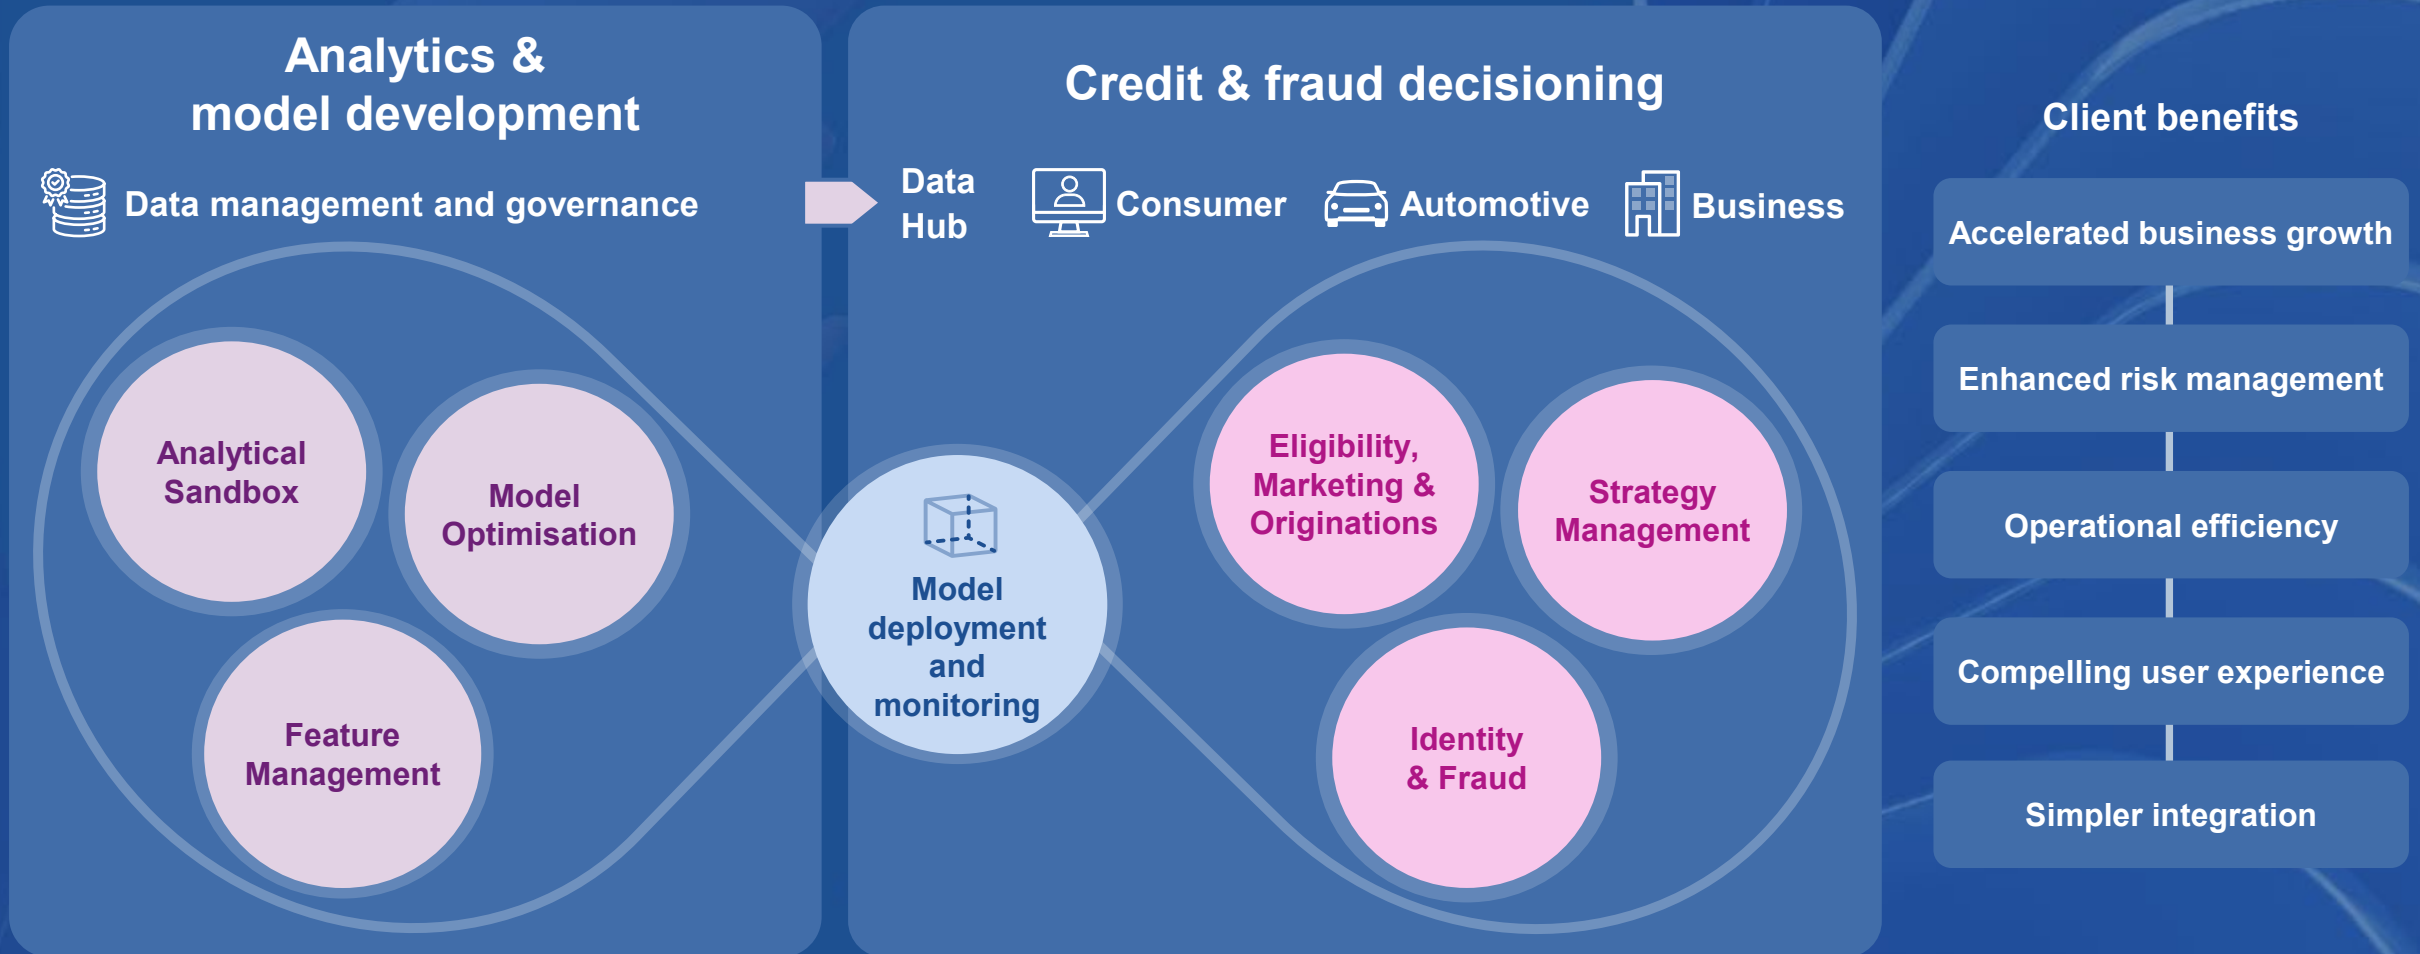 Analytics &
model development
Data management and governance
Analytical
Sandbox
Model
Optimisation
Feature
Management
Model
deployment
and
monitoring
Credit & fraud decisioning
Data
Hub
Consumer
Automotive
Business
Eligibility,
Marketing &
Originations
Strategy
Management
Identity
& Fraud
Client benefits
Accelerated business growth
Enhanced risk management
Operational efficiency
Compelling user experience
Simpler integration